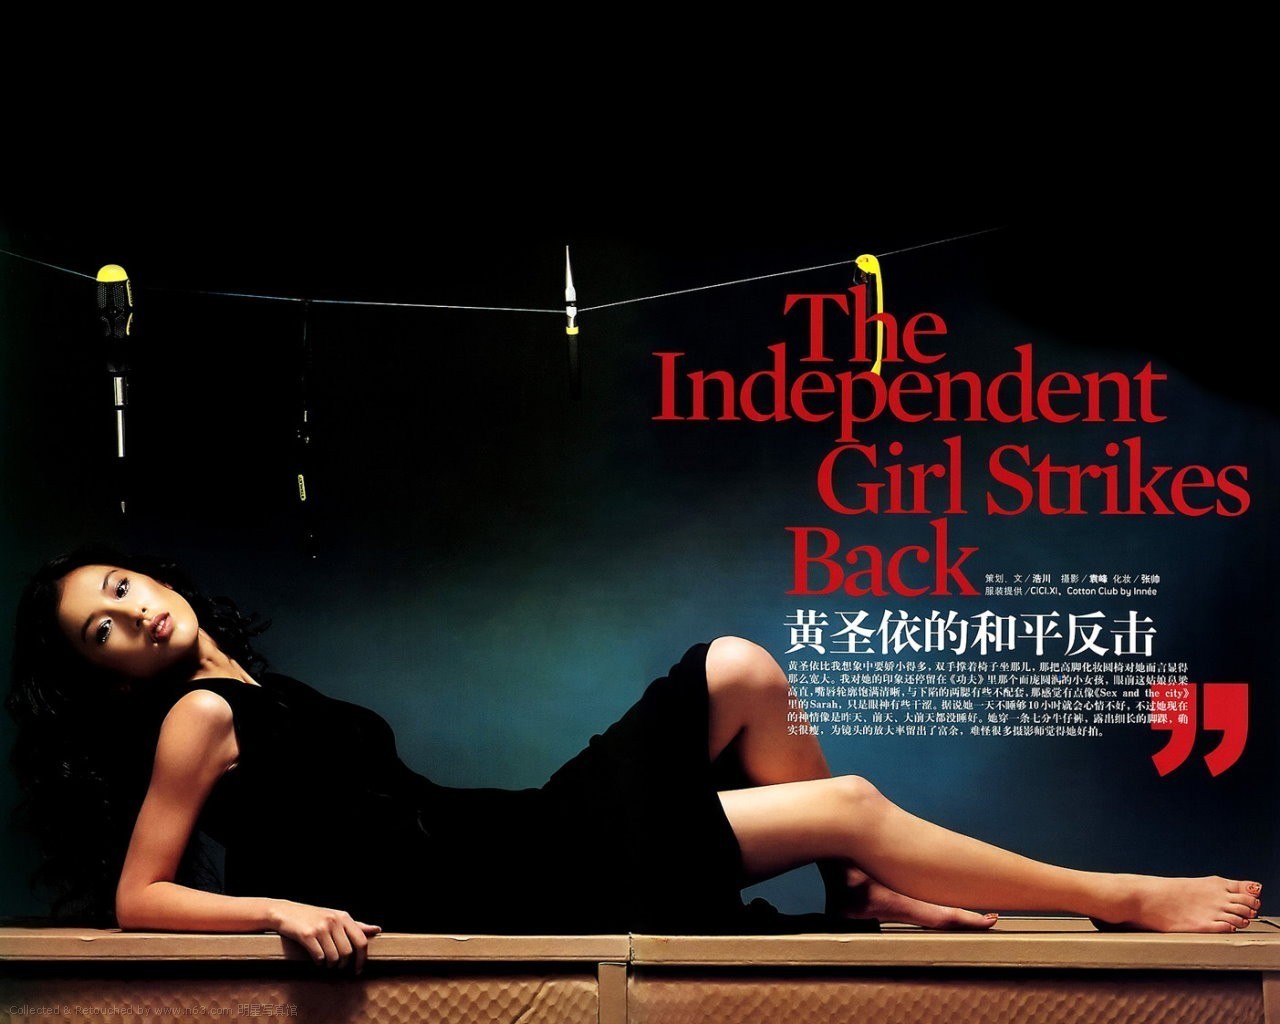 The
Independent
Girl Strikes
Back
策划、文/浩川 摄影/袁峰 化妆/张帅
服装提供/CICI.XI、Cotton Club by Innée
黄圣依的和平反击
黄圣依比我想象中要娇小得多，双手撑着椅子坐那儿，那把高脚化妆圆椅对她而言显得
那么宽大。我对她的印象还停留在《功夫》里那个面庞圆润的小女孩，眼前这姑娘鼻梁
高直，嘴唇轮廓饱满清晰，与下陷的两腮有些不配套，那感觉有点像《Sex and the city》
里的Sarah，只是眼神有些干涩。据说她一天不睡够10小时就会心情不好，不过她现在
的神情像是昨天、前天、大前天都没睡好。她穿一条七分牛仔裤，露出细长的脚踝，确
实很瘦，为镜头的放大率留出了富余，难怪很多摄影师觉得她好拍。
”
Collected & Retouched by www.n63.com 明星写真馆